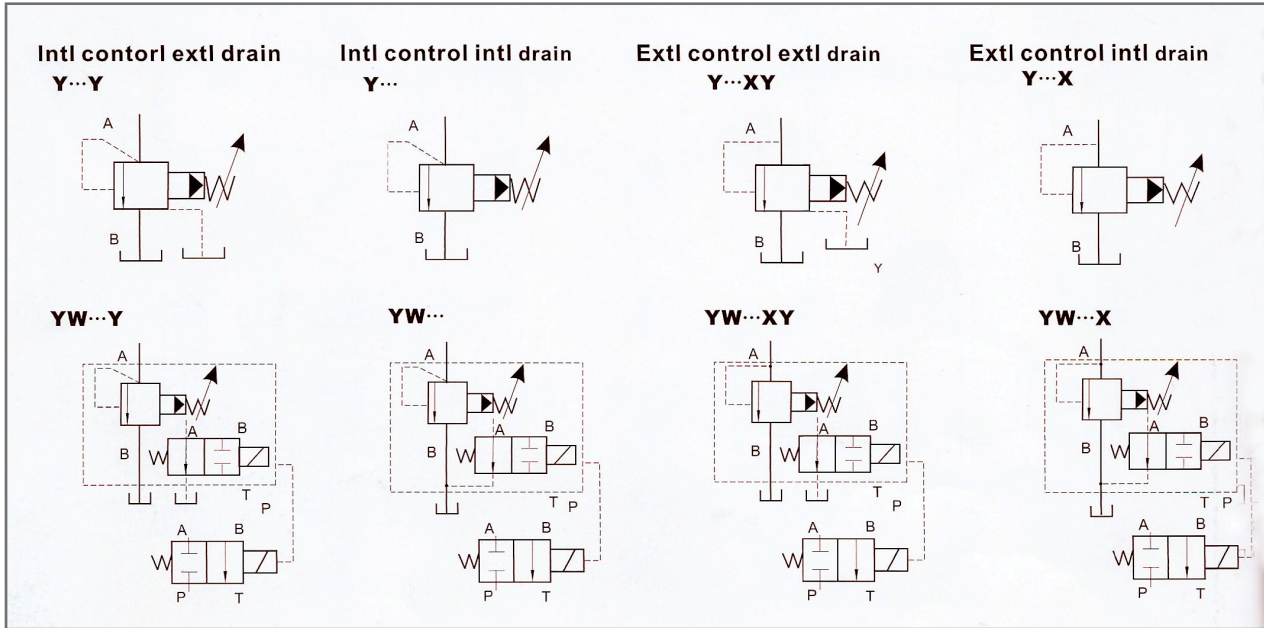 Intl contorl extl drain
Y···Y
A
B
Intl control intl drain
Y···
A
B
Extl control extl drain
Y···XY
A
B
Y
Extl control intl drain
Y···X
A
B
YW···Y
A
B
A
B
T
P
A
B
P
T
YW···
A
B
A
B
T
P
A
B
P
T
YW···XY
A
B
A
B
T
P
A
B
P
T
YW···X
A
B
A
B
T
P
A
B
P
T